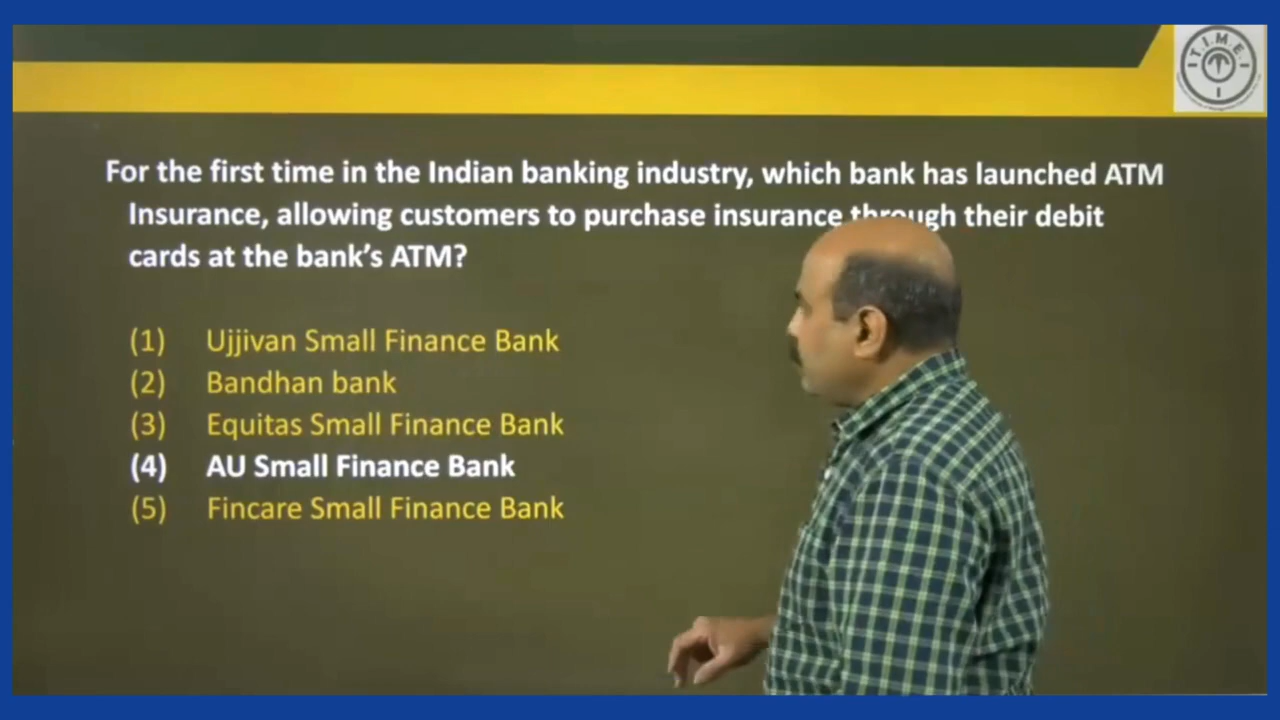 T.I.M.E.
For the first time in the Indian banking industry, which bank has launched ATM
Insurance, allowing customers to purchase insurance through their debit
cards at the bank's ATM?
(1) Ujjivan Small Finance Bank
(2) Bandhan bank
(3) Equitas Small Finance Bank
(4) AU Small Finance Bank
(5) Fincare Small Finance Bank